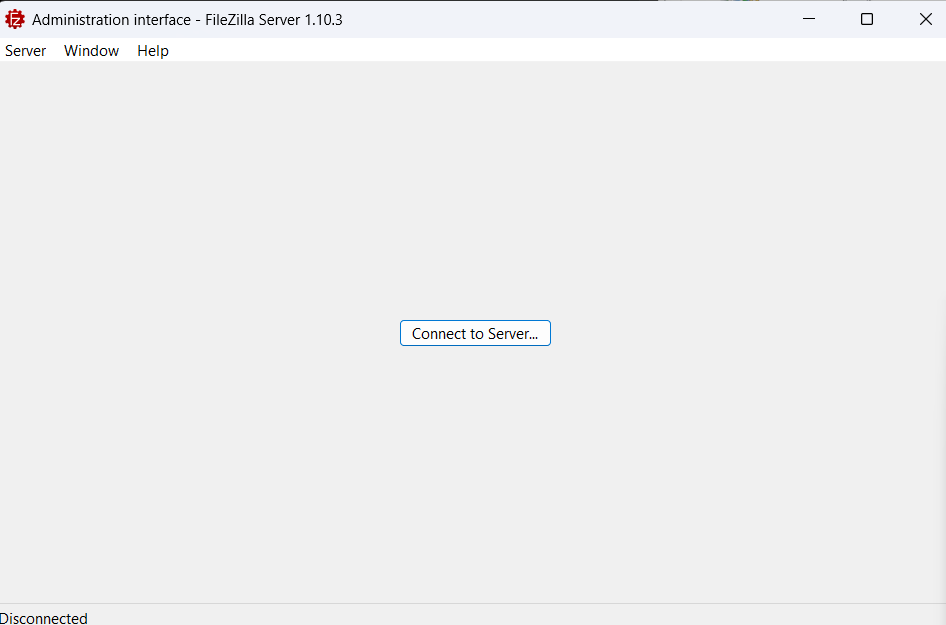 Administration interface - FileZilla Server 1.10.3
Server Window Help
Connect to Server...
Disconnected